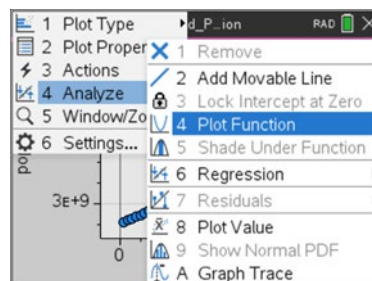 1 Plot Type
d_P...ion
RAD
2 Plot Proper
3 Actions
4 Analyze
5 Window/Zo
6 Settings...
1 Remove
2 Add Movable Line
3 Lock Intercept at Zero
4 Plot Function
5 Shade Under Function
6 Regression
7 Residuals
8 Plot Value
9 Show Normal PDF
A Graph Trace
3E+9
0